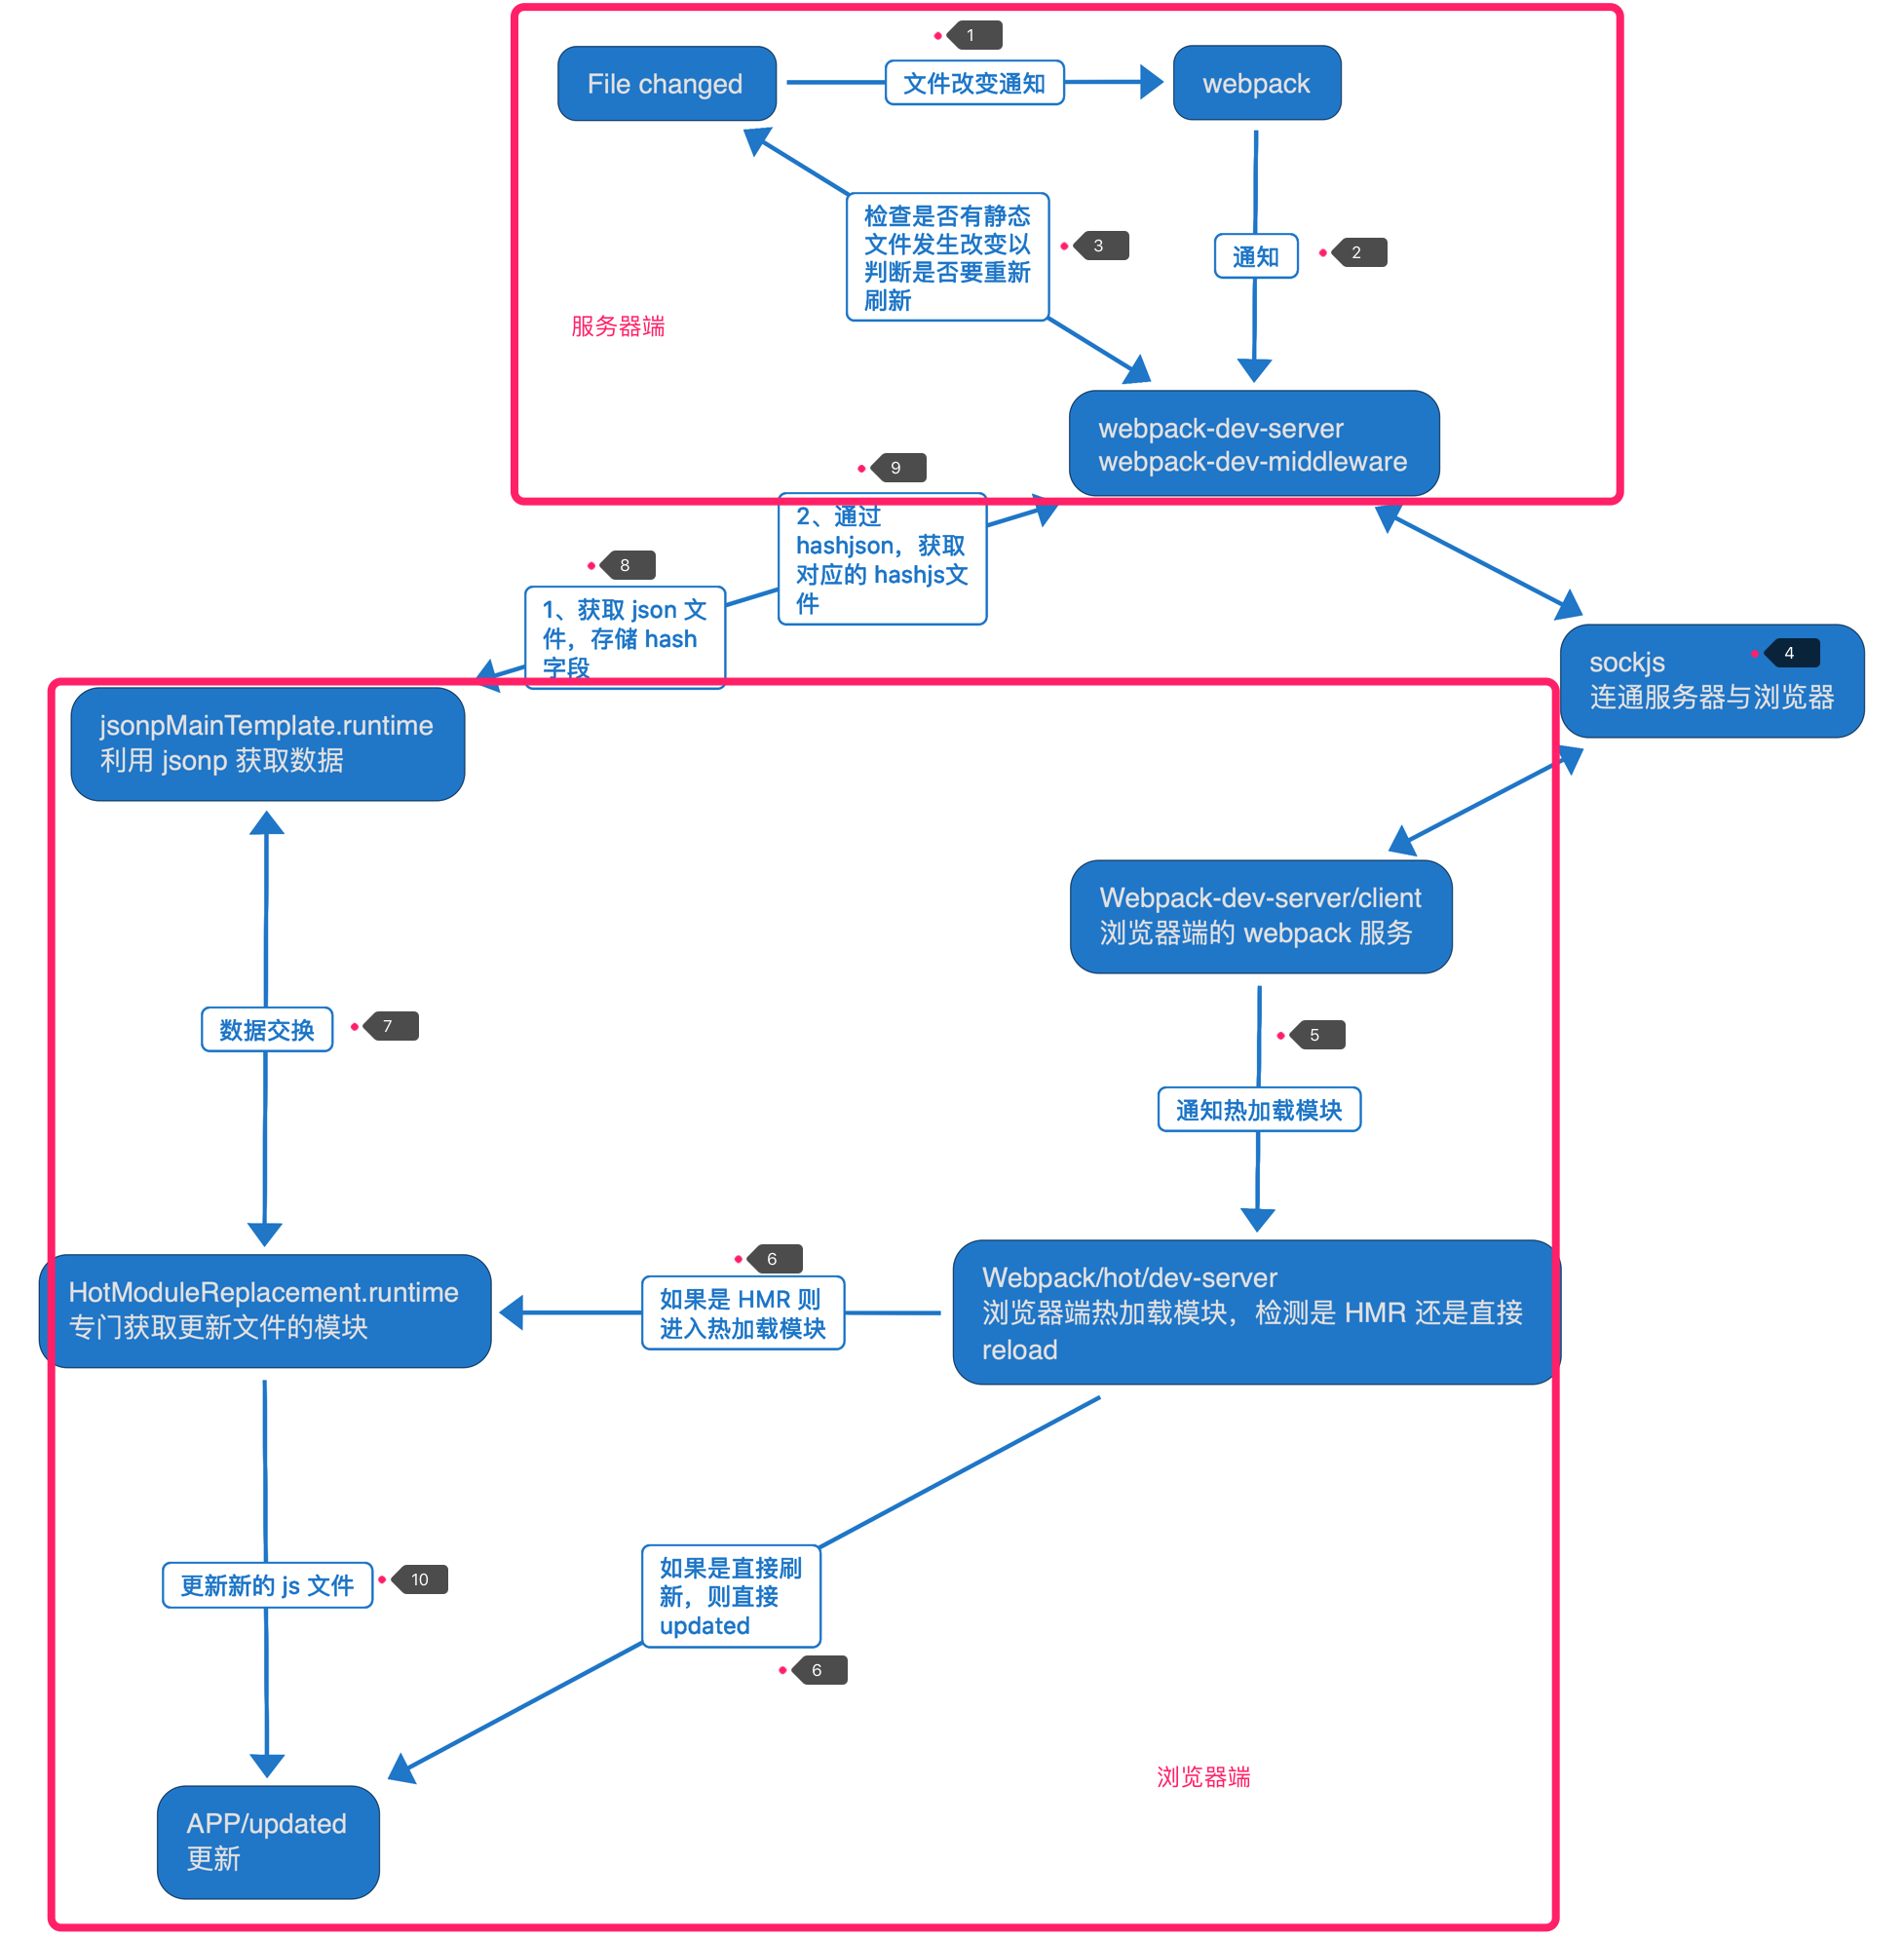 1
File changed
文件改变通知
webpack
检查是否有静态
文件发生改变以
判断是否要重新
刷新
3
通知
2
服务器端
webpack-dev-server
webpack-dev-middleware
9
2、通过
hashjson，获取
对应的 hashjs文
件
8
1、获取 json 文
件，存储 hash
字段
sockjs
连通服务器与浏览器
4
jsonpMainTemplate.runtime
利用 jsonp 获取数据
Webpack-dev-server/client
浏览器端的 webpack 服务
数据交换
7
5
通知热加载模块
HotModuleReplacement.runtime
专门获取更新文件的模块
6
如果是 HMR 则
进入热加载模块
Webpack/hot/dev-server
浏览器端热加载模块，检测是 HMR 还是直接
reload
更新新的 js 文件
10
如果是直接刷
新，则直接
updated
6
浏览器端
APP/updated
更新